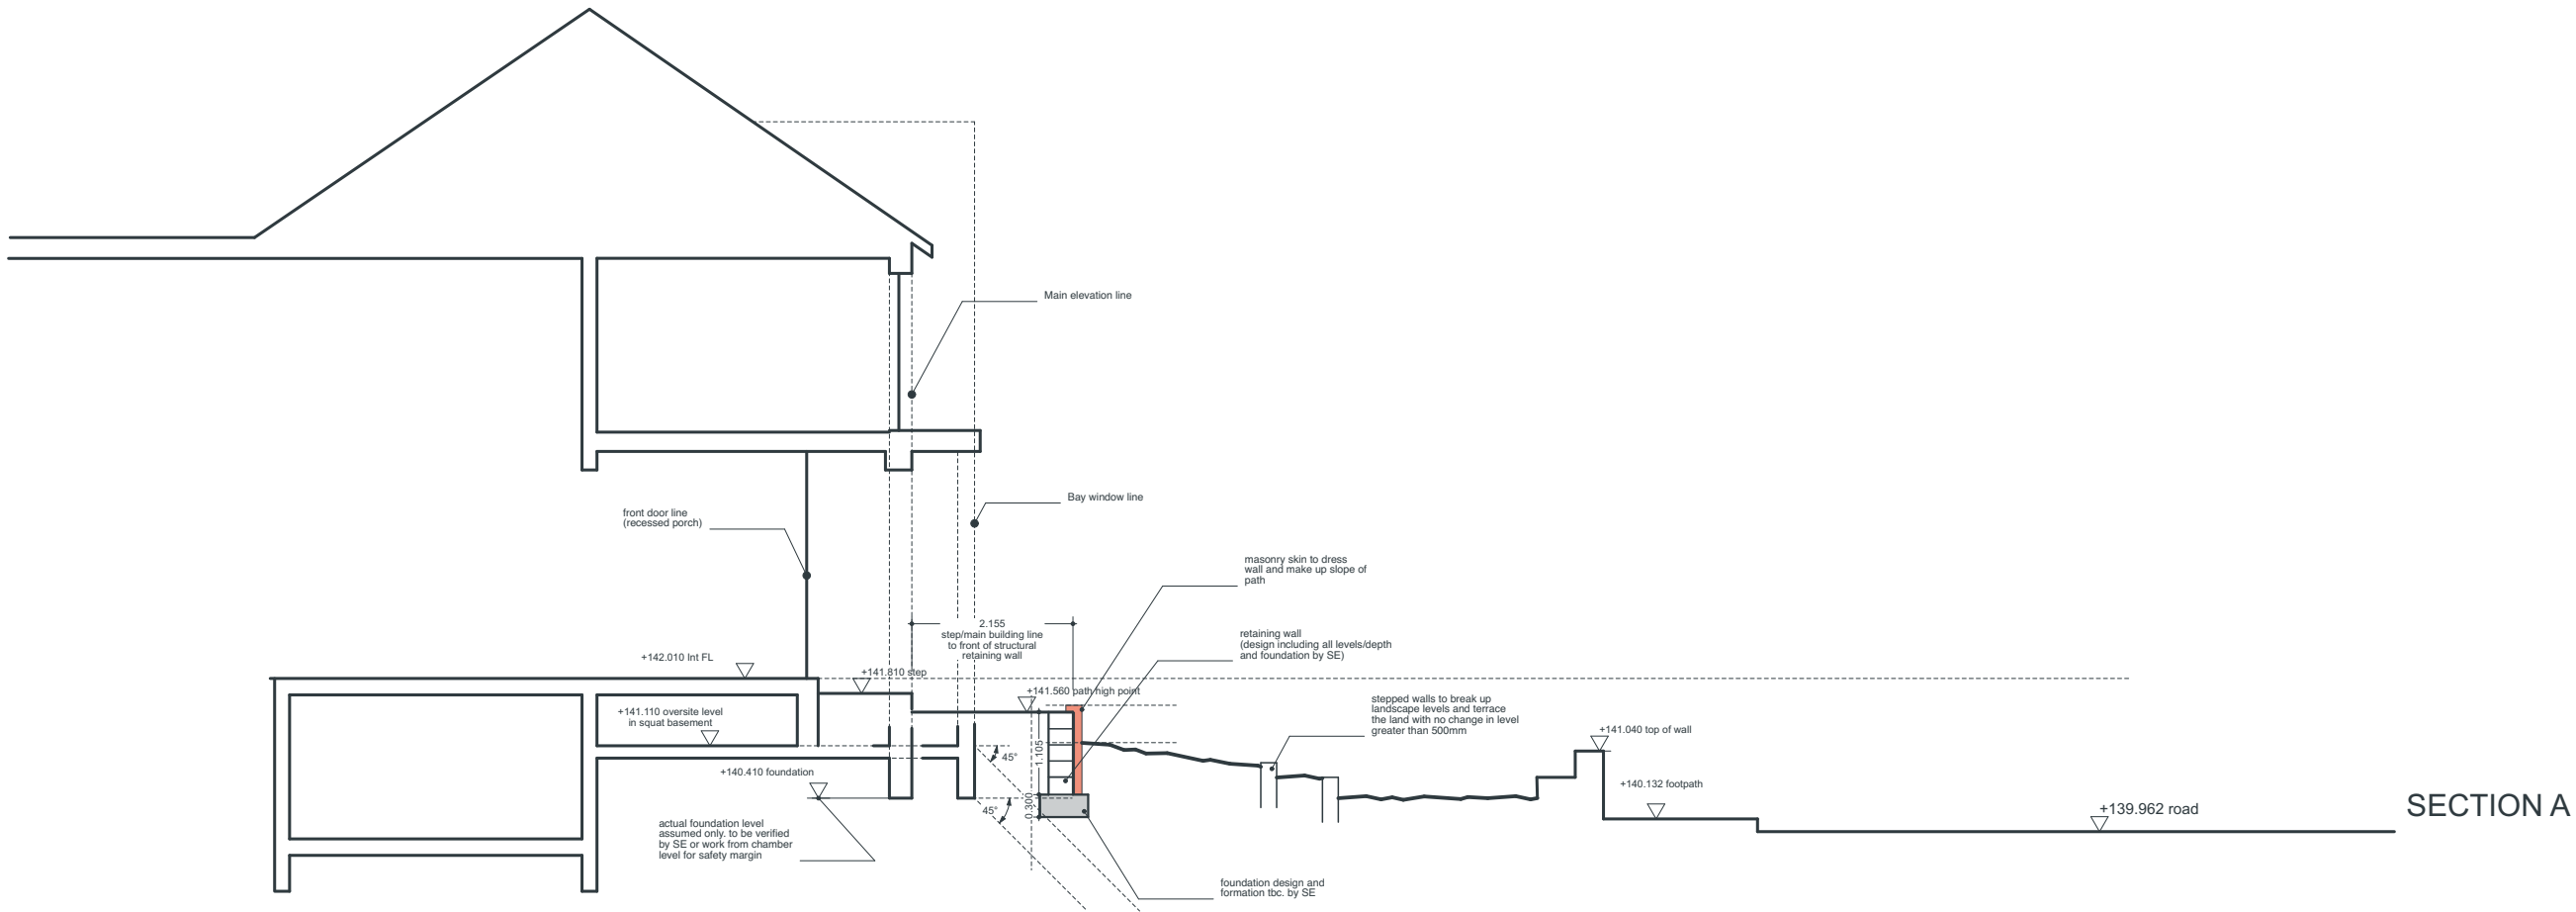 Main elevation line
Bay window line
front door line
(recessed porch)
masonry skin to dress
wall and make up slope of
path
2.155
step/main building line
to front of structural
retaining wall
retaining wall
(design including all levels/depth
and foundation by SE)
+142.010 Int FL
+141.810 step
+141.560 path high point
stepped walls to break up
landscape levels and terrace
the land with no change in level
greater than 500mm
+141.110 oversite level
in squat basement
+141.040 top of wall
1.105
45°
+140.410 foundation
+140.132 footpath
0.300
45°
+139.962 road
SECTION A
actual foundation level
assumed only. to be verified
by SE or work from chamber
level for safety margin
foundation design and
formation tbc. by SE